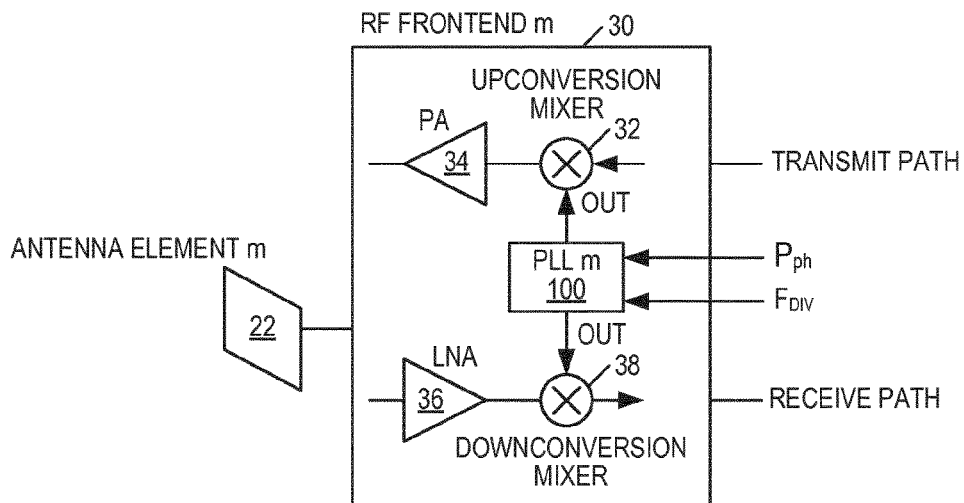 RF FRONTEND m
30
UPCONVERSION
MIXER
PA
32
34
TRANSMIT PATH
OUT
ANTENNA ELEMENT m
PLL m
100
Pph
FDIV
22
OUT
LNA
38
36
RECEIVE PATH
DOWNCONVERSION
MIXER